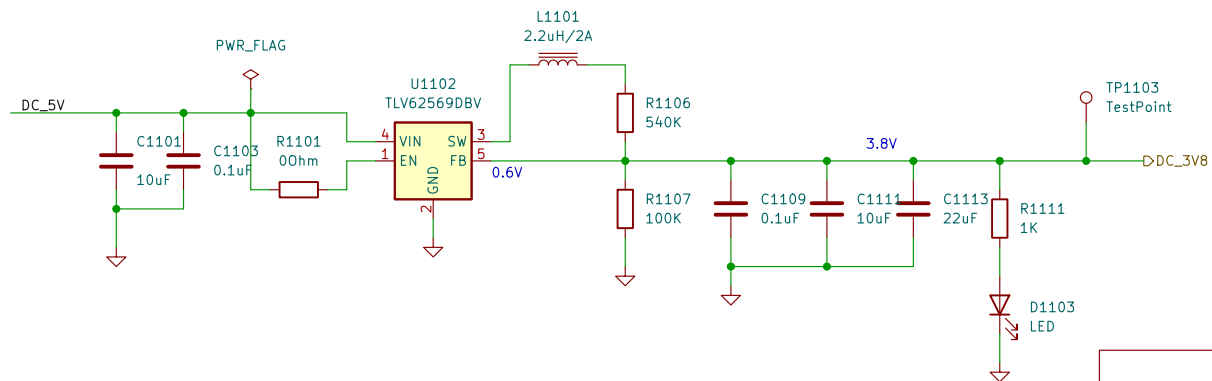 L1101
2.2uH/2A
PWR_FLAG
U1102
TLV62569DBV
TP1103
TestPoint
DC_5V
R1106
540K
C1101
10uF
C1103
0.1uF
R1101
0Ohm
4
VIN
SW
3
1
EN
FB
5
GND
2
0.6V
3.8V
DC_3V8
R1107
100K
C1109
0.1uF
C1111
10uF
C1113
22uF
R1111
1K
D1103
LED